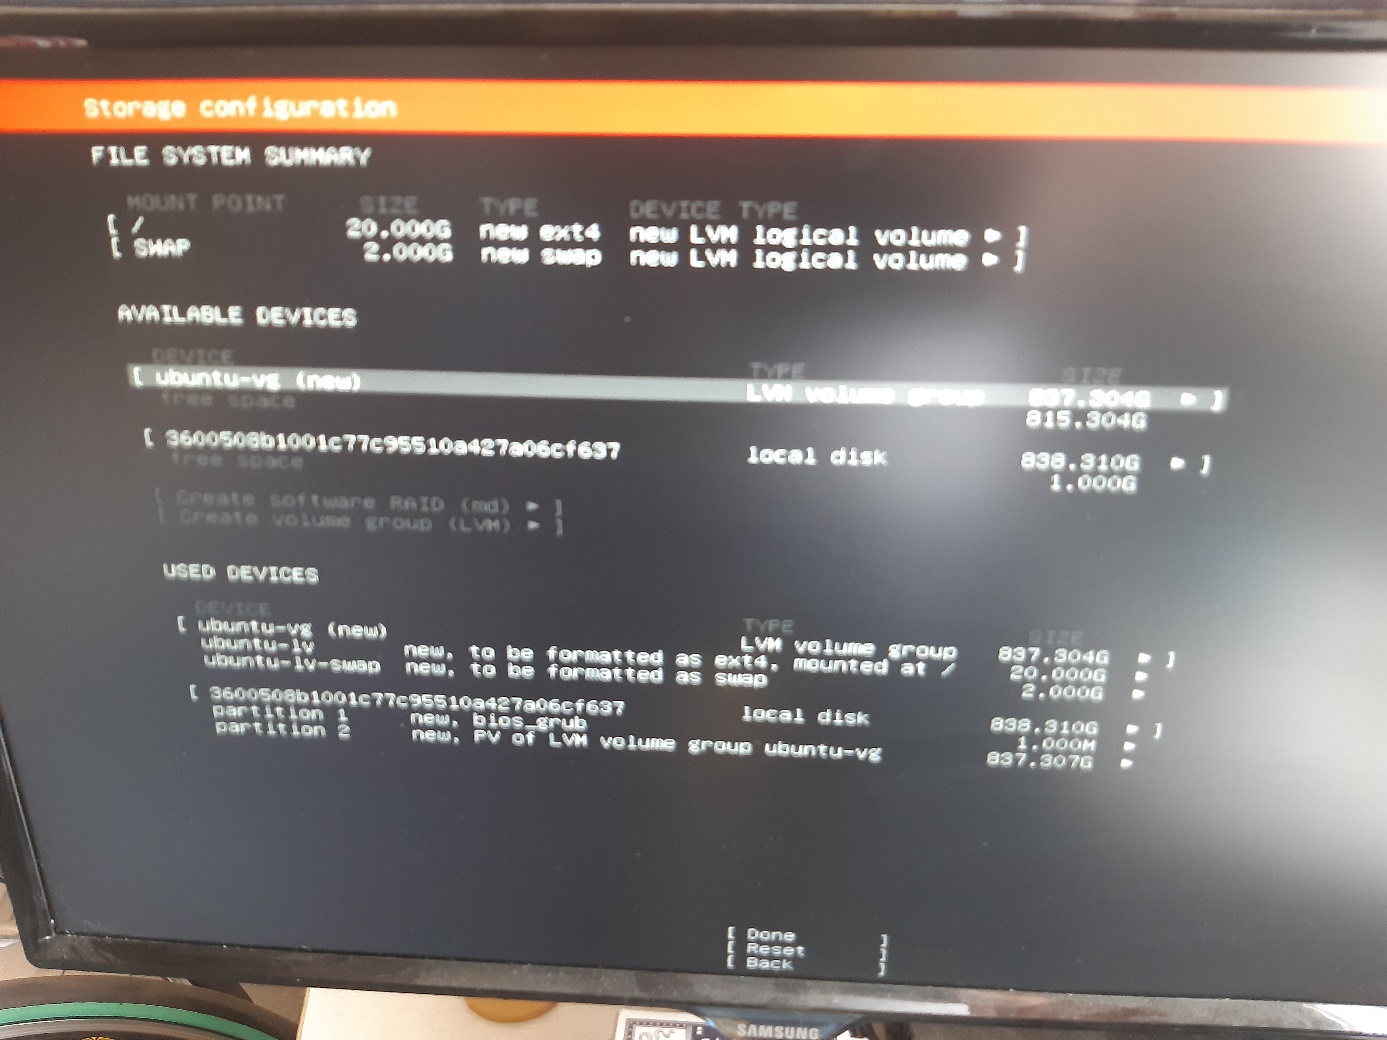 Storage configuration
FILE SYSTEM SUMMARY
MOUNT POINT SIZE TYPE DEVICE TYPE
[ / 20.000G new ext4 new LVM logical volume ▸ ]
[ SWAP 2.000G new swap new LVM logical volume ▸ ]
AVAILABLE DEVICES
DEVICE TYPE SIZE
[ ubuntu-vg (new) LVM volume group 837.304G ▸ ]
free space 815.304G
[ 3600508b1001c77c95510a427a06cf637 local disk 838.310G ▸ ]
free space 1.000G
[ Create software RAID (md) ▸ ]
[ Create volume group (LVM) ▸ ]
USED DEVICES
DEVICE TYPE SIZE
[ ubuntu-vg (new) LVM volume group 837.304G ▸ ]
ubuntu-lv new, to be formatted as ext4, mounted at / 20.000G ▸
ubuntu-lv-swap new, to be formatted as swap 2.000G ▸
[ 3600508b1001c77c95510a427a06cf637 local disk 838.310G ▸ ]
partition 1 new, bios_grub 1.000M ▸
partition 2 new, PV of LVM volume group ubuntu-vg 837.307G ▸
[ Done ]
[ Reset ]
[ Back ]
SAMSUNG